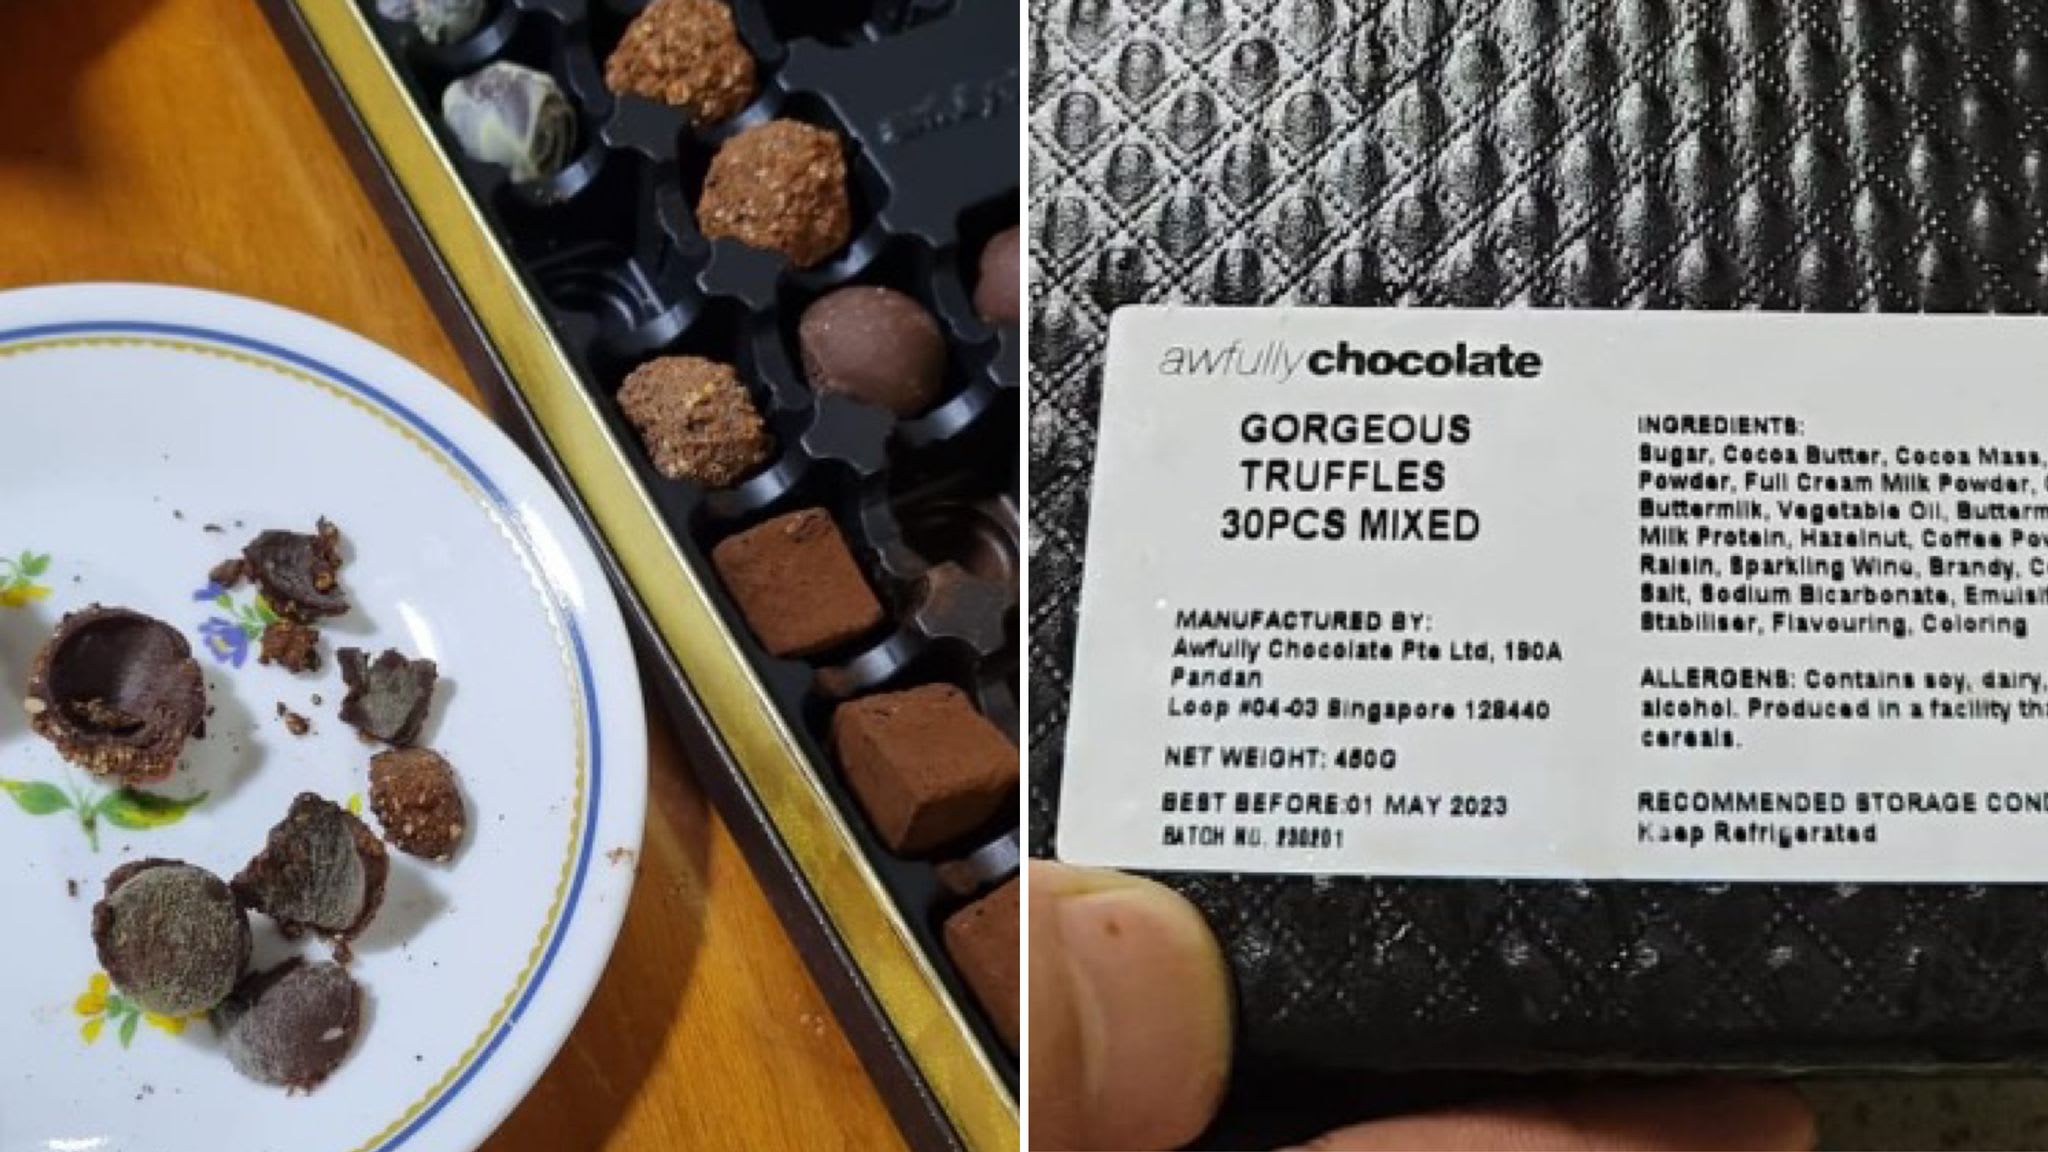 awfully chocolate
GORGEOUS
TRUFFLES
30PCS MIXED
MANUFACTURED BY:
Awfully Chocolate Pte Ltd, 190A
Pandan
Loop #04-03 Singapore 128440
NET WEIGHT: 450G
BEST BEFORE:01 MAY 2023
BATCH NO. 230201
INGREDIENTS:
Sugar, Cocoa Butter, Cocoa Mass,
Powder, Full Cream Milk Powder,
Buttermilk, Vegetable Oil,
Milk Protein, Hazelnut, Coffee
Raisin, Sparkling Wine, Brandy,
Salt, Sodium Bicarbonate,
Stabiliser, Flavouring, Coloring
ALLERGENS: Contains soy, dairy,
alcohol. Produced in a facility
cereals.
RECOMMENDED STORAGE
Keep Refrigerated